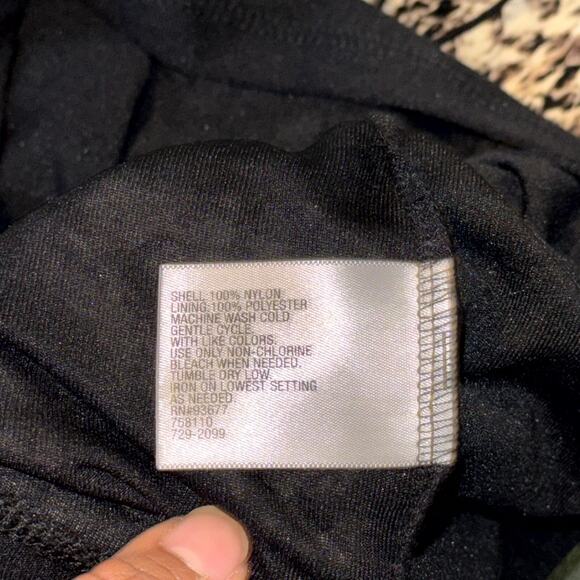 SHELL: 100% NYLON.
LINING:100% POLYESTER
MACHINE WASH COLD
GENTLE CYCLE.
WITH LIKE COLORS.
USE ONLY NON-CHLORINE
BLEACH WHEN NEEDED.
TUMBLE DRY LOW.
IRON ON LOWEST SETTING
AS NEEDED.
RN#93677
758110
729-2099